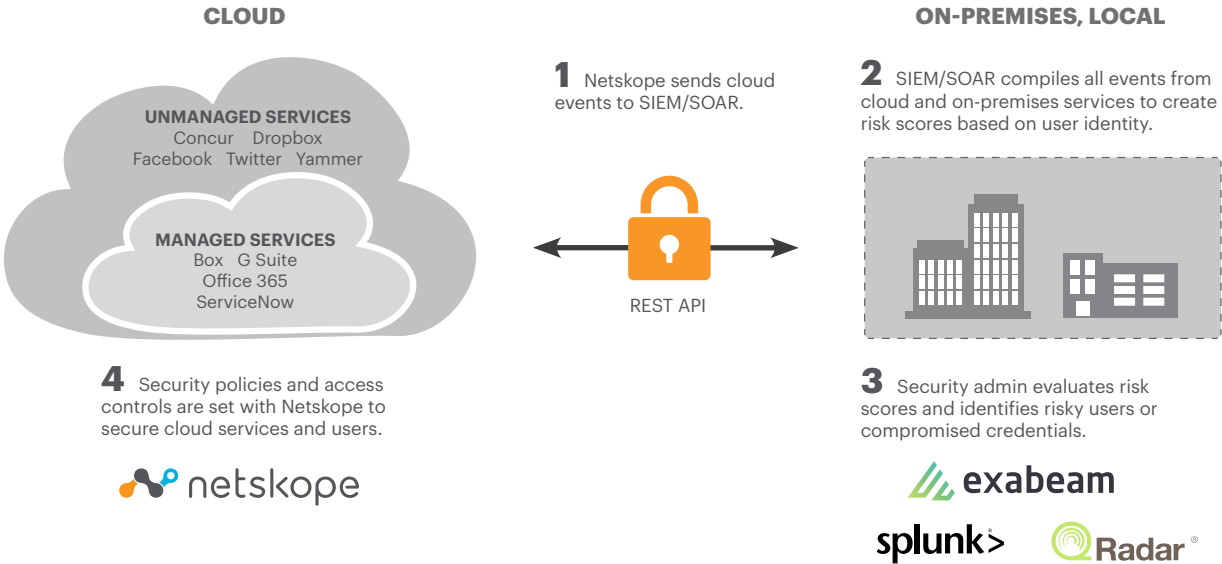 CLOUD
ON-PREMISES, LOCAL
UNMANAGED SERVICES
Concur Dropbox
Facebook Twitter Yammer
MANAGED SERVICES
Box G Suite
Office 365
ServiceNow
1 Netskope sends cloud
events to SIEM/SOAR.
REST API
2 SIEM/SOAR compiles all events from
cloud and on-premises services to create
risk scores based on user identity.
3 Security admin evaluates risk
scores and identifies risky users or
compromised credentials.
exabeam
splunk>
QRadar®
4 Security policies and access
controls are set with Netskope to
secure cloud services and users.
netskope